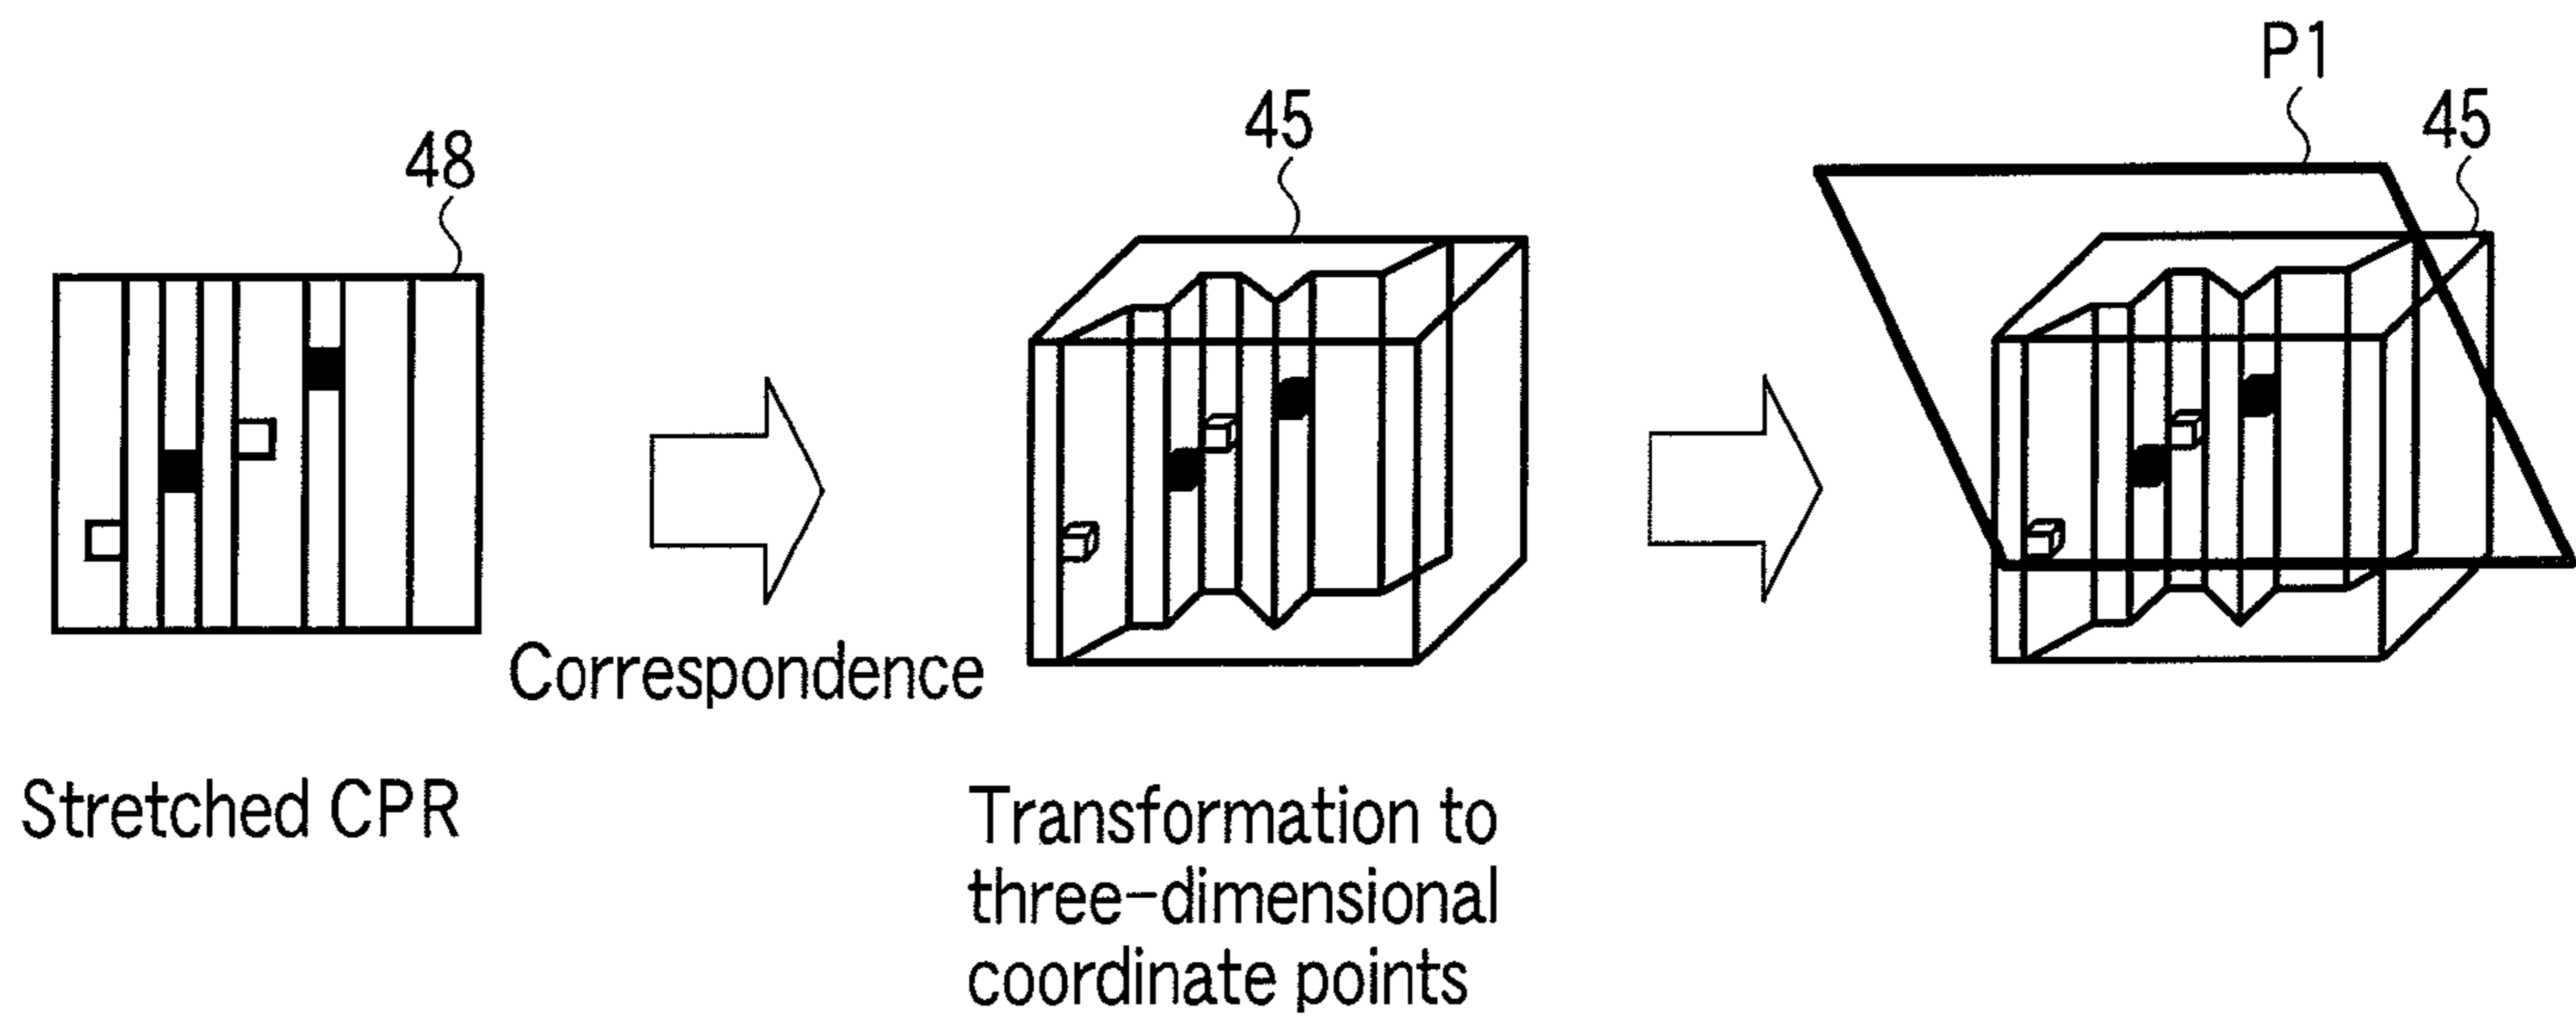 P1
45
45
48
Correspondence
Stretched CPR
Transformation to
three-dimensional
coordinate points